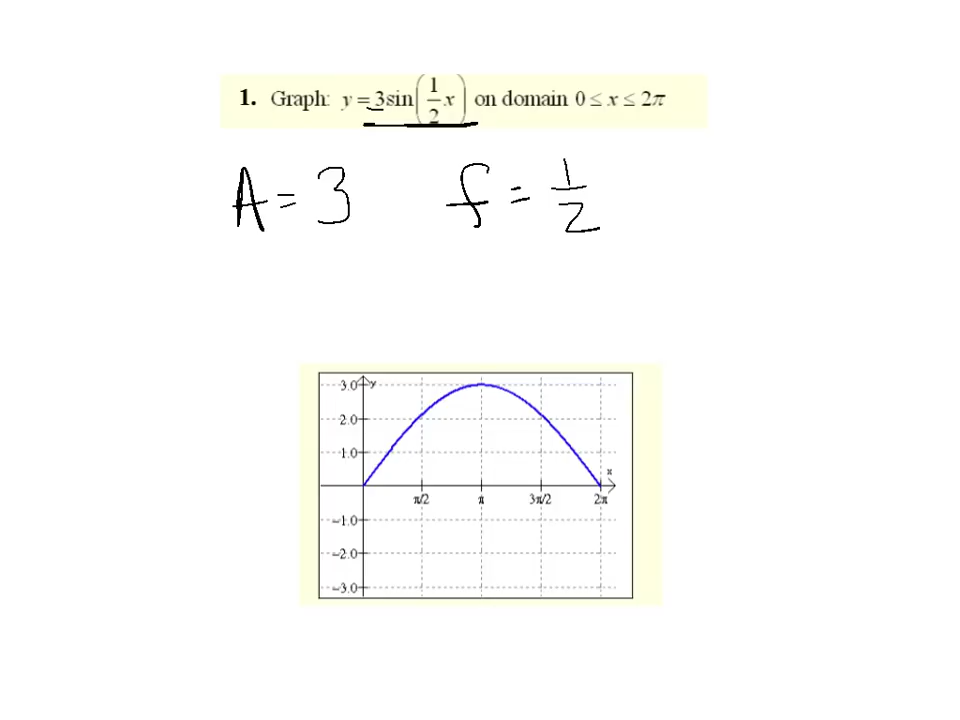 1. Graph: y = 3sin(1/2 x) on domain 0 ≤ x ≤ 2π
A = 3 f = 1/2
3.0 y
2.0
1.0
x
π/2 π 3π/2 2π
-1.0
-2.0
-3.0